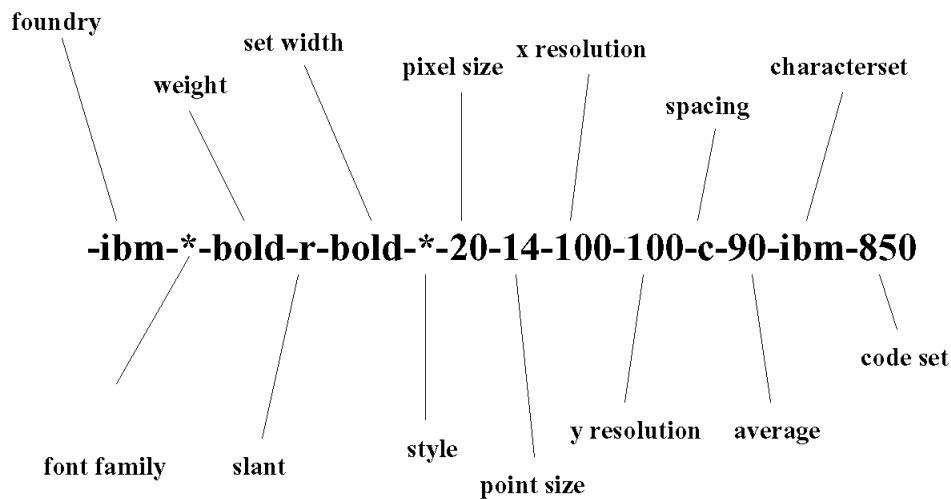 foundry
set width
x resolution
pixel size
characterset
weight
spacing
-ibm-*-bold-r-bold-*-20-14-100-100-c-90-ibm-850
code set
y resolution
average
style
font family
slant
point size